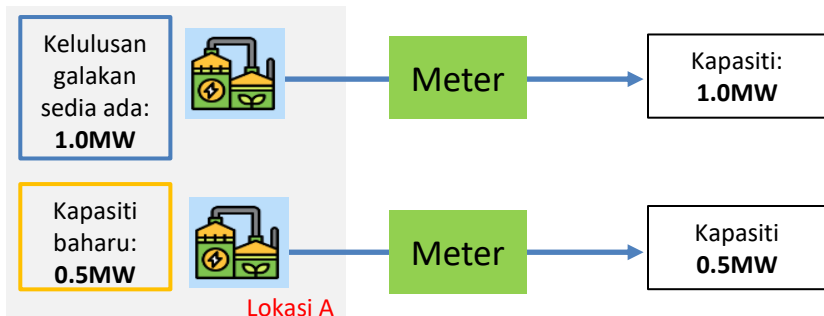 Kelulusan
galakan
sedia ada:
1.0MW
Meter
Kapasiti:
1.0MW
Kapasiti
baharu:
0.5MW
Meter
Kapasiti
0.5MW
Lokasi A